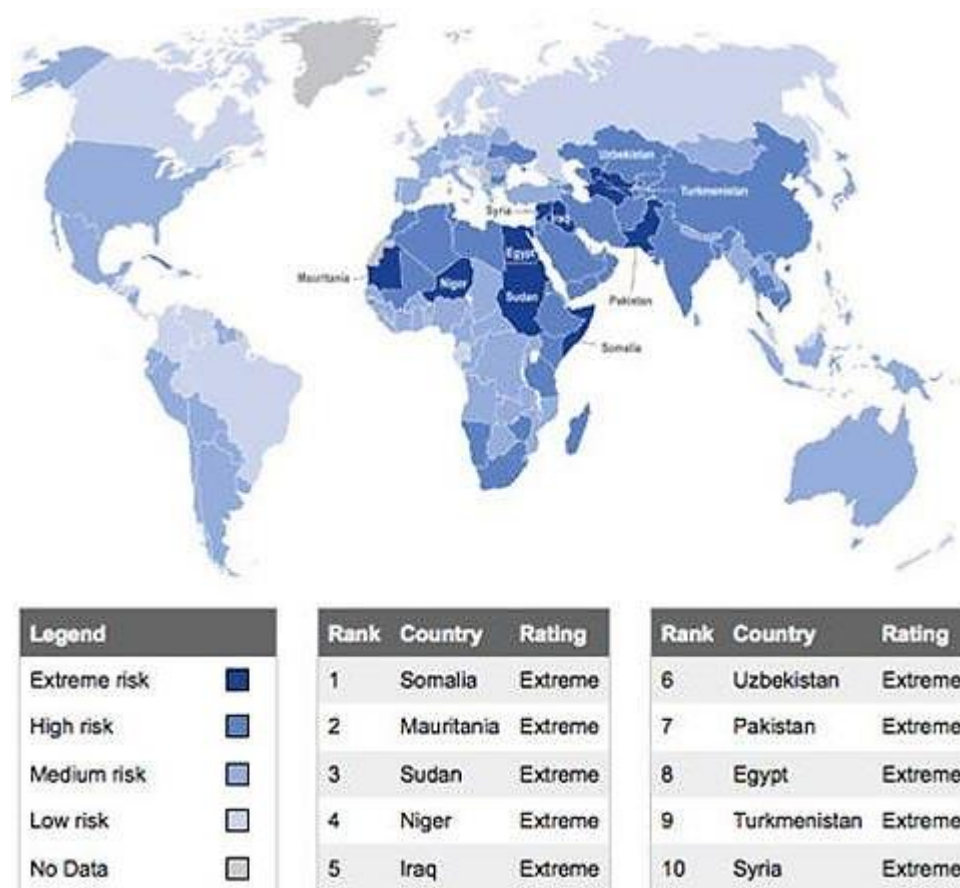 Uzbekistan
Turkmenistan
Syria
Iraq
Egypt
Mauritania
Niger
Sudan
Pakistan
Somalia
Legend
Extreme risk
High risk
Medium risk
Low risk
No Data
Rank Country Rating
1 Somalia Extreme
2 Mauritania Extreme
3 Sudan Extreme
4 Niger Extreme
5 Iraq Extreme
Rank Country Rating
6 Uzbekistan Extreme
7 Pakistan Extreme
8 Egypt Extreme
9 Turkmenistan Extreme
10 Syria Extreme